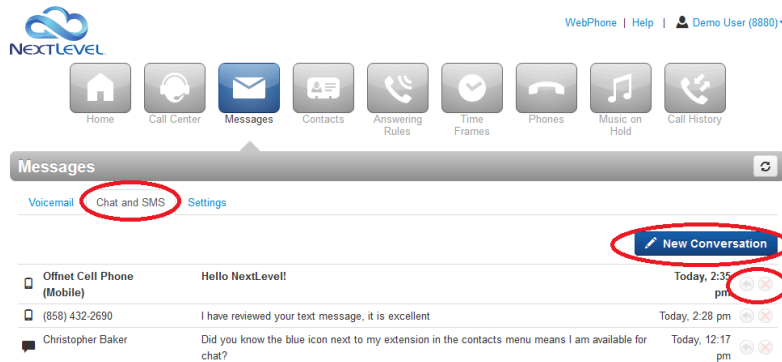 WebPhone | Help | Demo User (8880)
NEXTLEVEL
Home Call Center Messages Contacts Answering Rules Time Frames Phones Music on Hold Call History
Messages
Voicemail Chat and SMS Settings
New Conversation
Offnet Cell Phone Hello NextLevel! Today, 2:35
(Mobile) pm
(858) 432-2690 I have reviewed your text message, it is excellent Today, 2:28 pm
Christopher Baker Did you know the blue icon next to my extension in the contacts menu means I am available for Today, 12:17
chat? pm